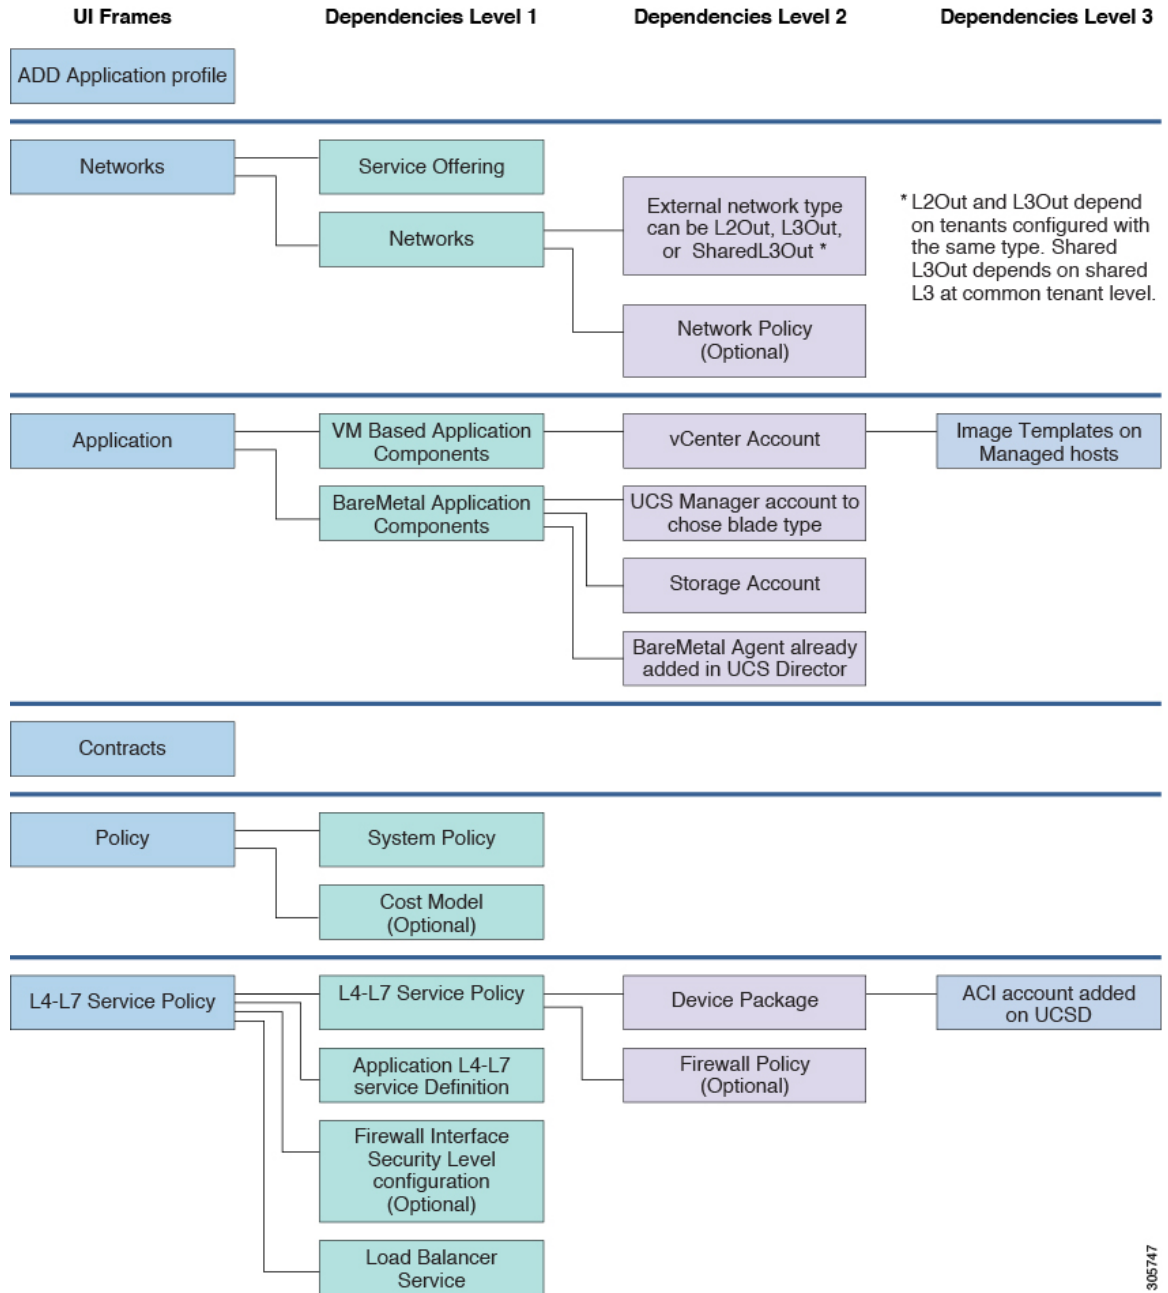 UI Frames
Dependencies Level 1
Dependencies Level 2
Dependencies Level 3
ADD Application profile
Networks
Service Offering
Networks
External network type
can be L2Out, L3Out,
or SharedL3Out *
* L2Out and L3Out depend
on tenants configured with
the same type. Shared
L3Out depends on shared
L3 at common tenant level.
Network Policy
(Optional)
Application
VM Based Application
Components
vCenter Account
Image Templates on
Managed hosts
BareMetal Application
Components
UCS Manager account to
chose blade type
Storage Account
BareMetal Agent already
added in UCS Director
Contracts
Policy
System Policy
Cost Model
(Optional)
L4-L7 Service Policy
L4-L7 Service Policy
Device Package
ACI account added
on UCSD
Application L4-L7
service Definition
Firewall Policy
(Optional)
Firewall Interface
Security Level
configuration
(Optional)
Load Balancer
Service
305747